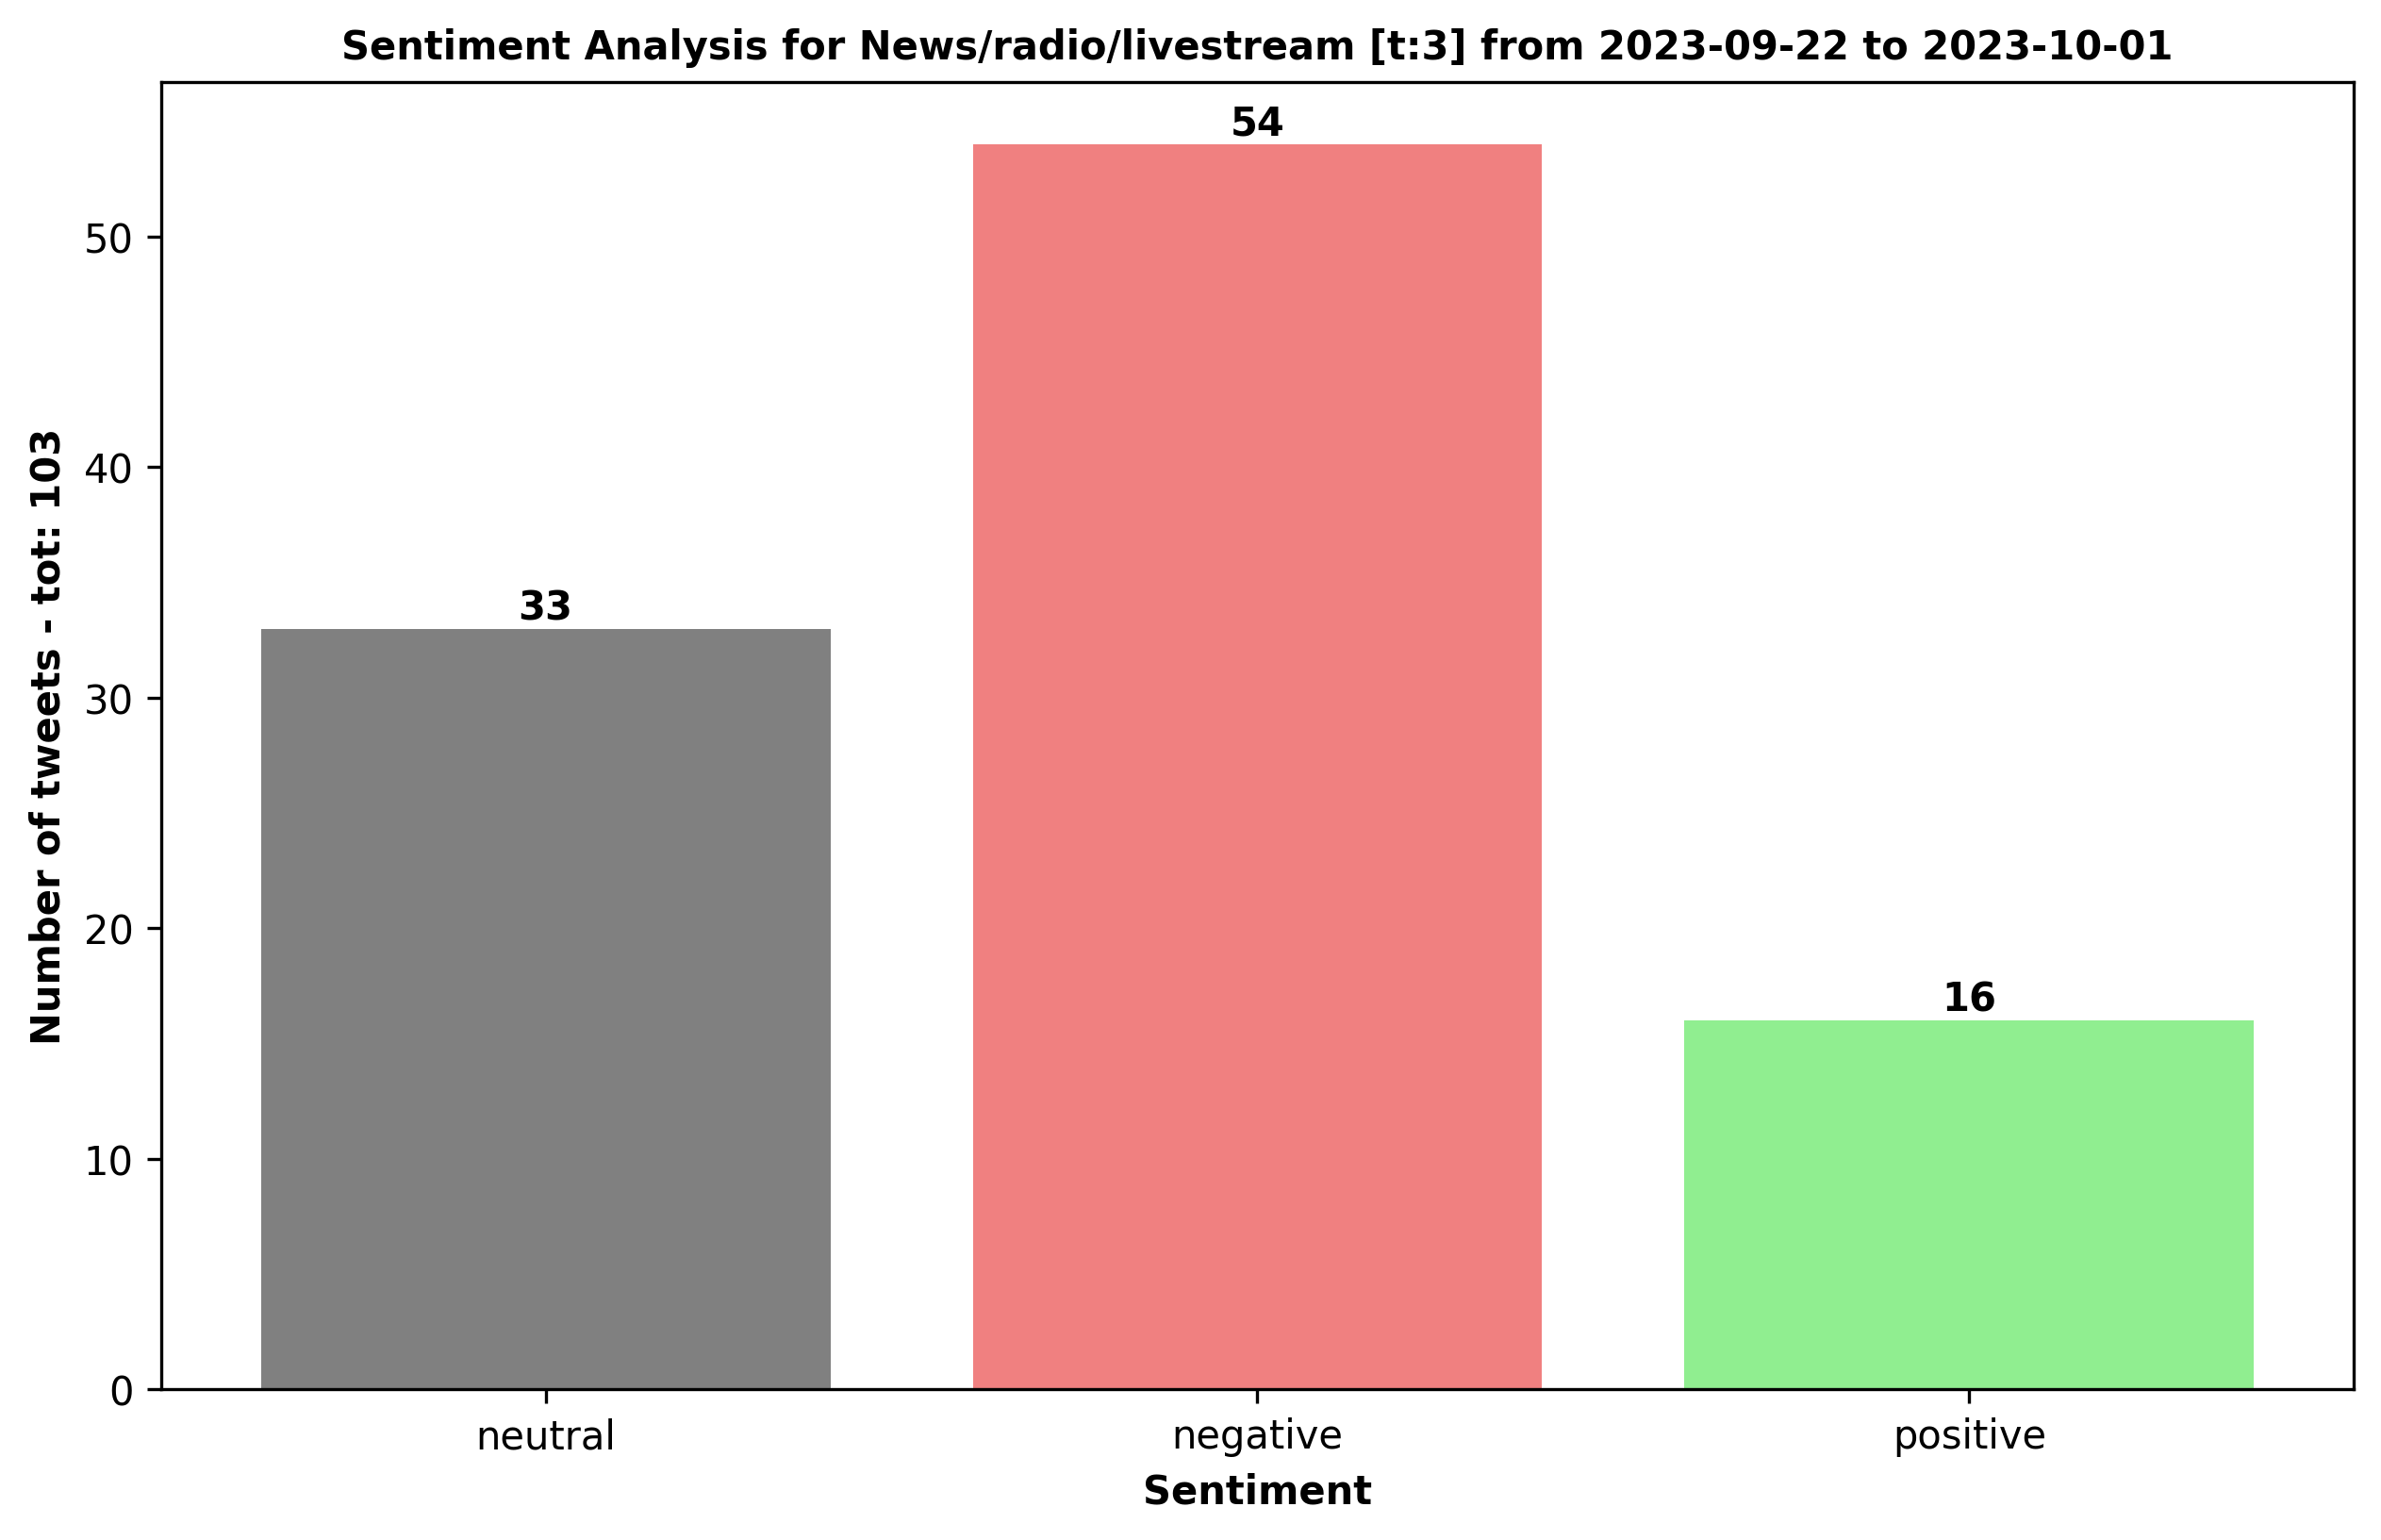 Sentiment Analysis for News/radio/livestream [t:3] from 2023-09-22 to 2023-10-01
Number of tweets - tot: 103
50
40
30
20
10
0
33
54
16
neutral
negative
positive
Sentiment